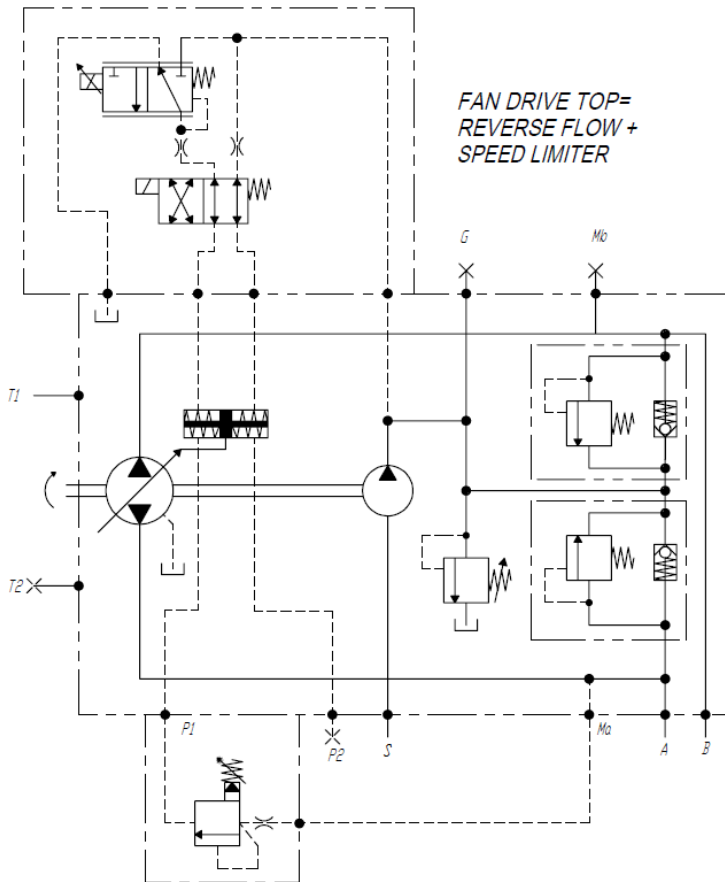 FAN DRIVE TOP=
REVERSE FLOW +
SPEED LIMITER
G
Mb
T1
T2
P1
P2
S
Ma
A
B